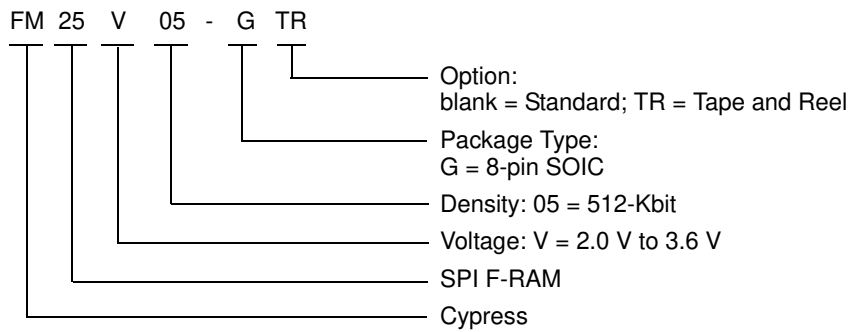 FM 25 V 05 - G TR
Option:
blank = Standard; TR = Tape and Reel
Package Type:
G = 8-pin SOIC
Density: 05 = 512-Kbit
Voltage: V = 2.0 V to 3.6 V
SPI F-RAM
Cypress